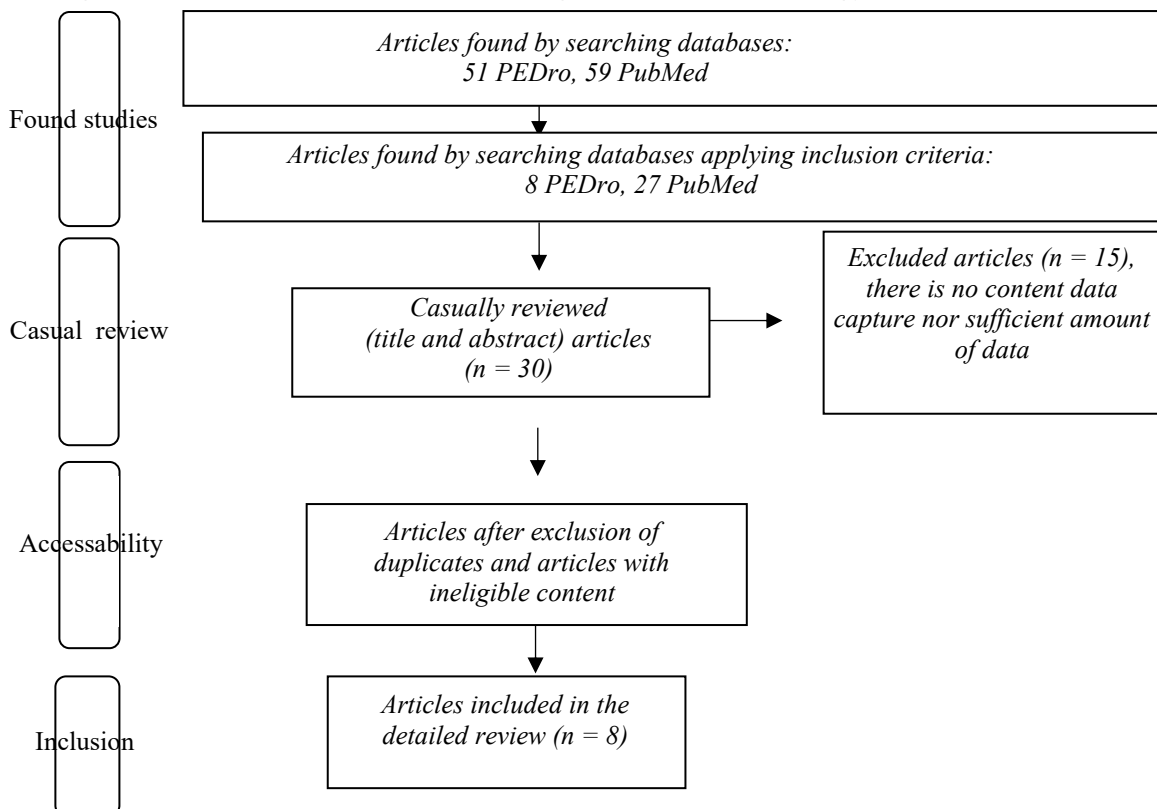 Articles found by searching databases:
51 PEDro, 59 PubMed
Found studies
Articles found by searching databases applying inclusion criteria:
8 PEDro, 27 PubMed
Excluded articles (n = 15),
there is no content data
capture nor sufficient amount
of data
Casual review
Casually reviewed
(title and abstract) articles
(n = 30)
Accessability
Articles after exclusion of
duplicates and articles with
ineligible content
Inclusion
Articles included in the
detailed review (n = 8)